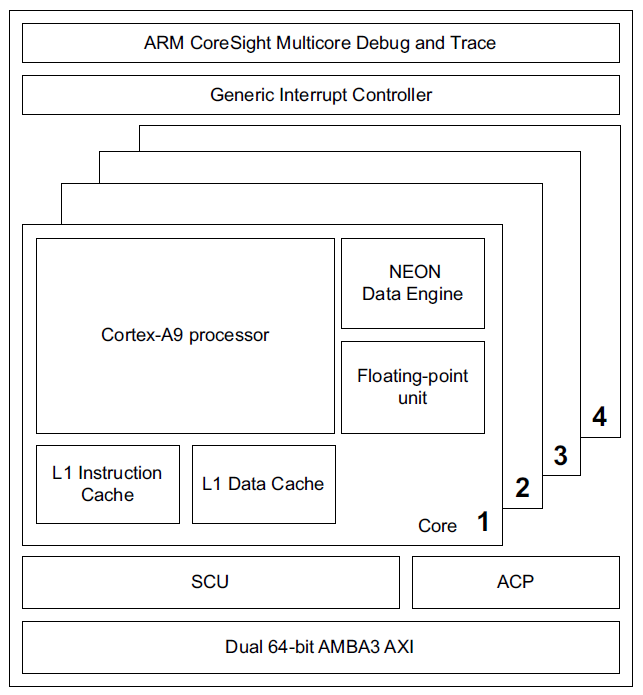 ARM CoreSight Multicore Debug and Trace
Generic Interrupt Controller
Cortex-A9 processor
NEON
Data Engine
Floating-point
unit
L1 Instruction
Cache
L1 Data Cache
Core 1
2
3
4
SCU
ACP
Dual 64-bit AMBA3 AXI